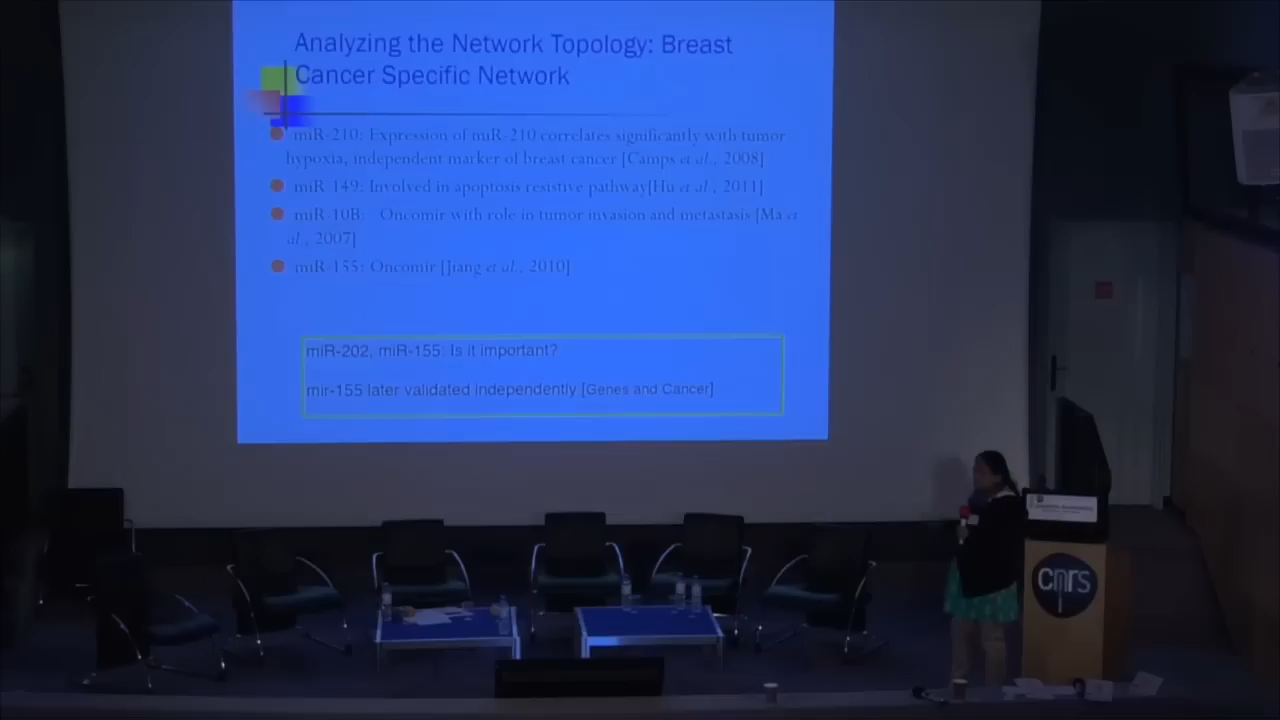 Analyzing the Network Topology: Breast
Cancer Specific Network
miR-210: Expression of miR-210 correlates significantly with tumor
hypoxia, independent marker of breast cancer [Camps et al., 2008]
miR-149: Involved in apoptosis resistive pathway[Hu et al., 2011]
miR-10B: Oncomir with role in tumor invasion and metastasis [Ma et
al., 2007]
miR-155: Oncomir [Jiang et al., 2010]
miR-202, miR-155: Is it important?
mir-155 later validated independently [Genes and Cancer]
cnrs